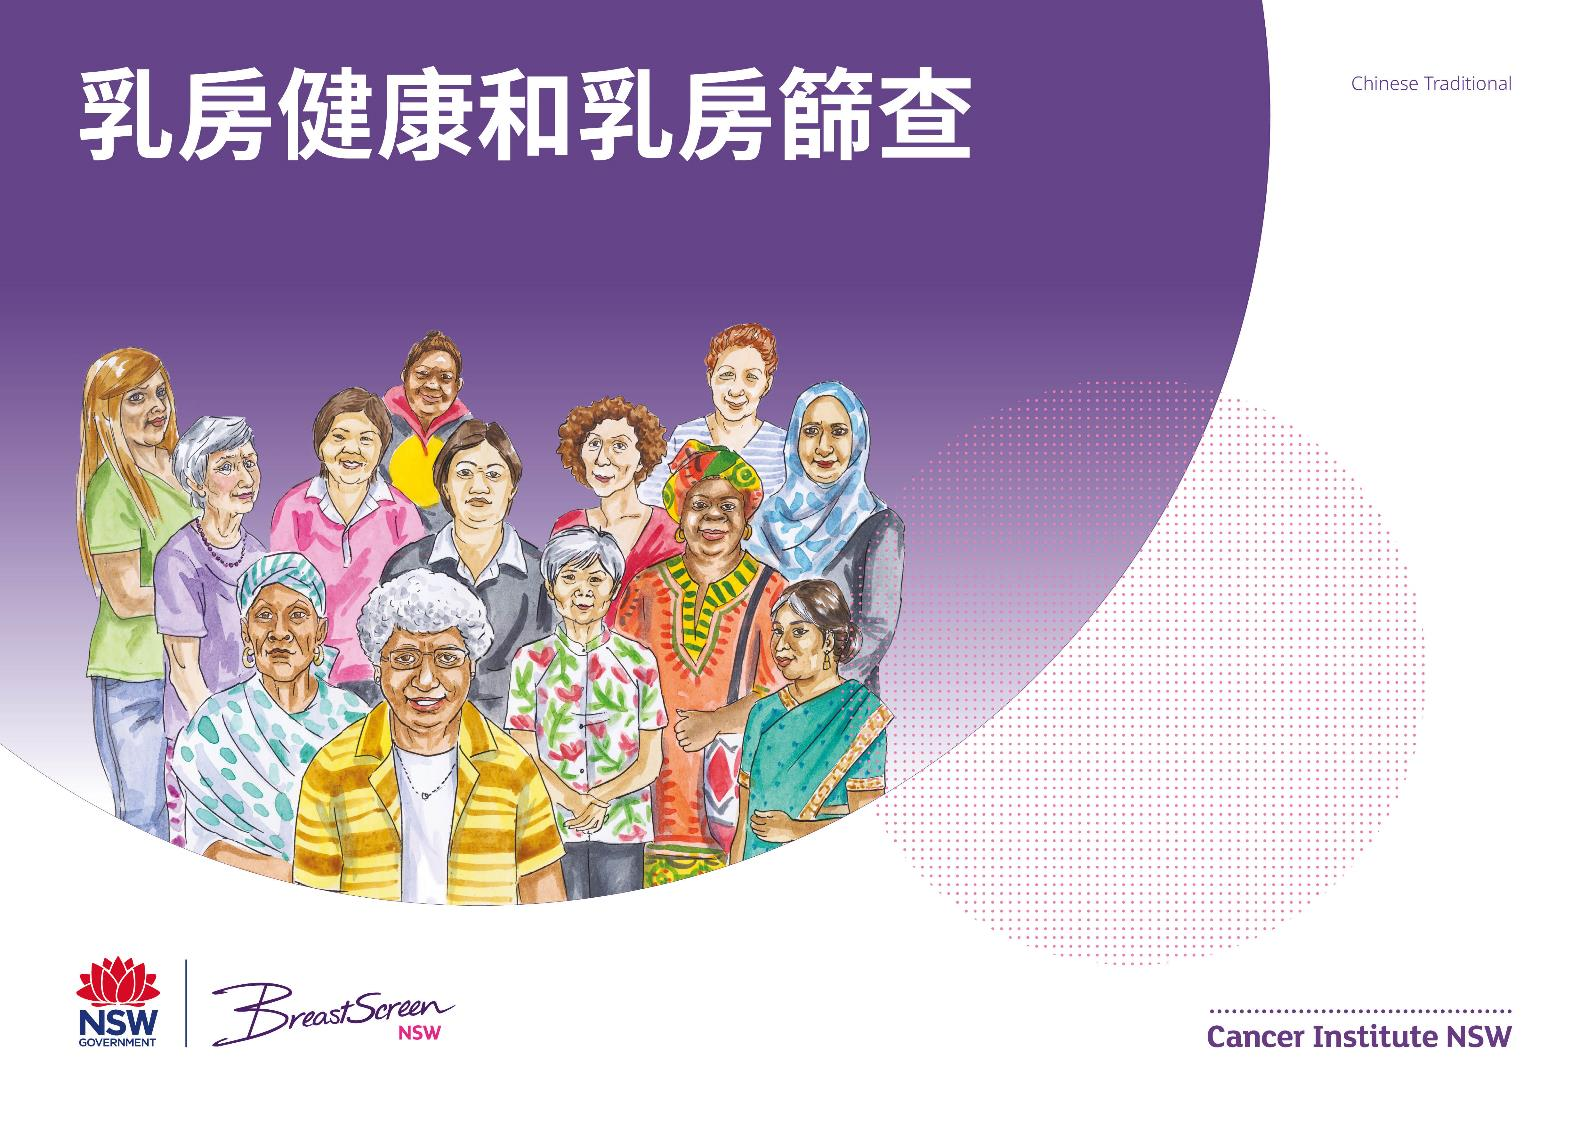 乳房健康和乳房篩查
Chinese Traditional
NSW
GOVERNMENT
BreastScreen
NSW
Cancer Institute NSW